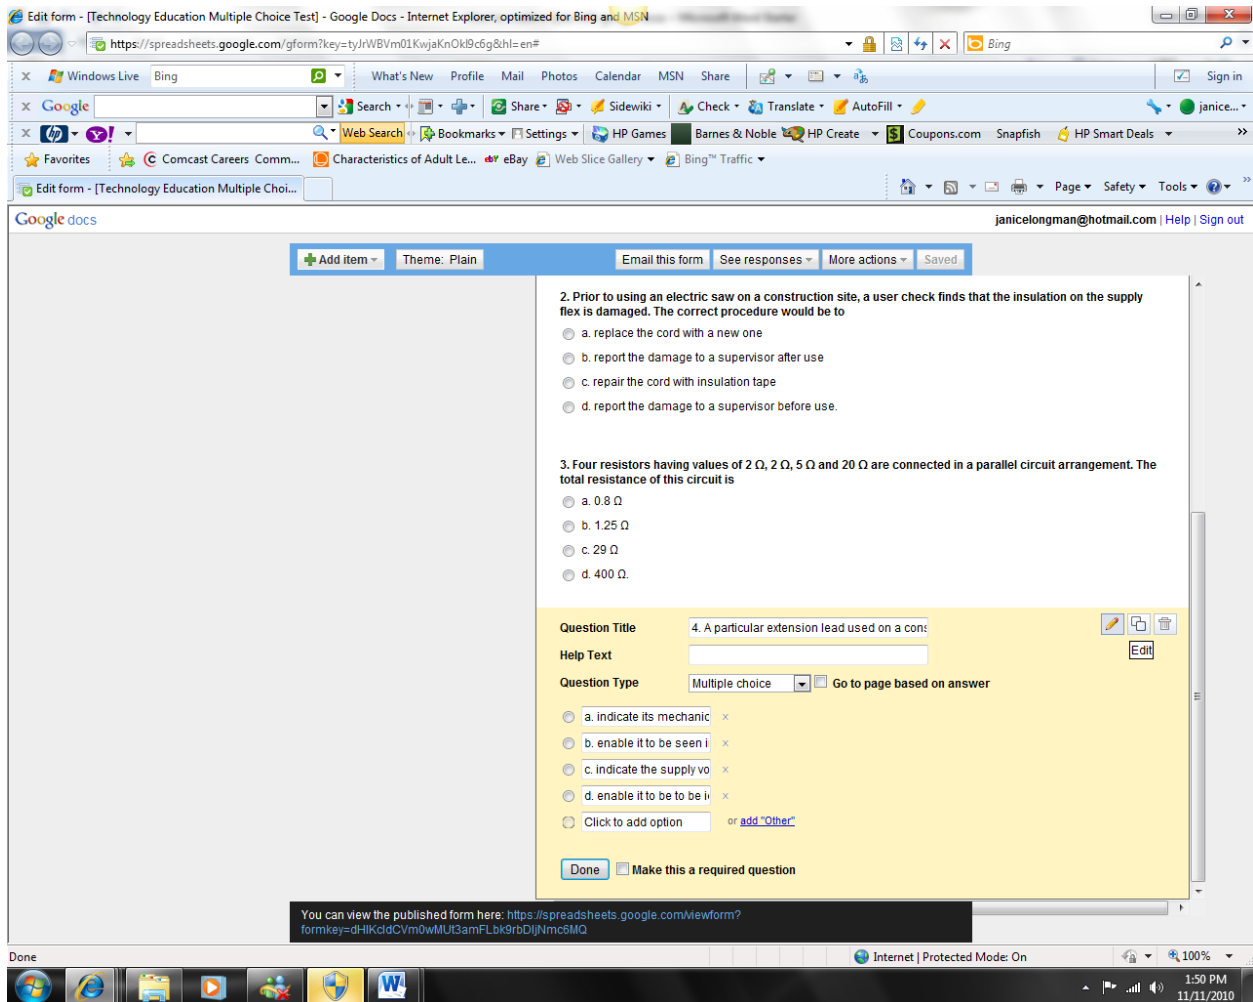 Edit form - [Technology Education Multiple Choice Test] - Google Docs - Internet Explorer, optimized for Bing and MSN
https://spreadsheets.google.com/gform?key=tyJrWBVm01KwjaKnOkI9c6g&hl=en#
Bing
x Windows Live Bing What's New Profile Mail Photos Calendar MSN Share Sign in
x Google Search Share Sidewiki Check Translate AutoFill janice...
x hp Y! Web Search Bookmarks Settings HP Games Barnes & Noble HP Create Coupons.com Snapfish HP Smart Deals »
Favorites Comcast Careers Comm... Characteristics of Adult Le... eBay Web Slice Gallery Bing™ Traffic
Edit form - [Technology Education Multiple Choi... Page Safety Tools »
Google docs janicelongman@hotmail.com | Help | Sign out
Add item Theme: Plain Email this form See responses More actions Saved
2. Prior to using an electric saw on a construction site, a user check finds that the insulation on the supply
flex is damaged. The correct procedure would be to
a. replace the cord with a new one
b. report the damage to a supervisor after use
c. repair the cord with insulation tape
d. report the damage to a supervisor before use.
3. Four resistors having values of 2 Ω, 2 Ω, 5 Ω and 20 Ω are connected in a parallel circuit arrangement. The
total resistance of this circuit is
a. 0.8 Ω
b. 1.25 Ω
c. 29 Ω
d. 400 Ω.
Question Title 4. A particular extension lead used on a cons
Help Text
Edit
Question Type Multiple choice Go to page based on answer
a. indicate its mechanic x
b. enable it to be seen i x
c. indicate the supply vo x
d. enable it to be to be i x
Click to add option or add "Other"
Done Make this a required question
You can view the published form here: https://spreadsheets.google.com/viewform?
formkey=dHlKcldCVm0wMUt3amFLbk9rbDljNmc6MQ
Done Internet | Protected Mode: On 100%
1:50 PM
11/11/2010